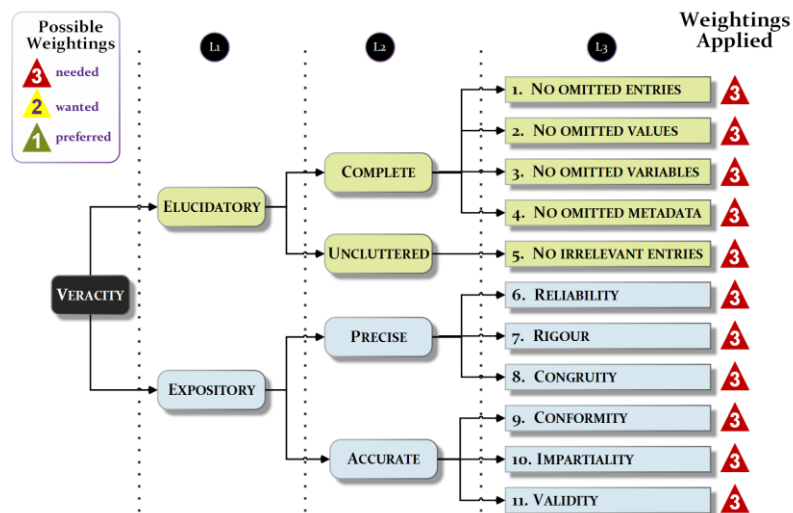 Possible
Weightings
3 needed
2 wanted
1 preferred
L1
L2
L3
Weightings
Applied
VERACITY
ELUCIDATORY
EXPOSITORY
COMPLETE
UNCLUTTERED
PRECISE
ACCURATE
1. NO OMITTED ENTRIES 3
2. NO OMITTED VALUES 3
3. NO OMITTED VARIABLES 3
4. NO OMITTED METADATA 3
5. NO IRRELEVANT ENTRIES 3
6. RELIABILITY 3
7. RIGOUR 3
8. CONGRUITY 3
9. CONFORMITY 3
10. IMPARTIALITY 3
11. VALIDITY 3